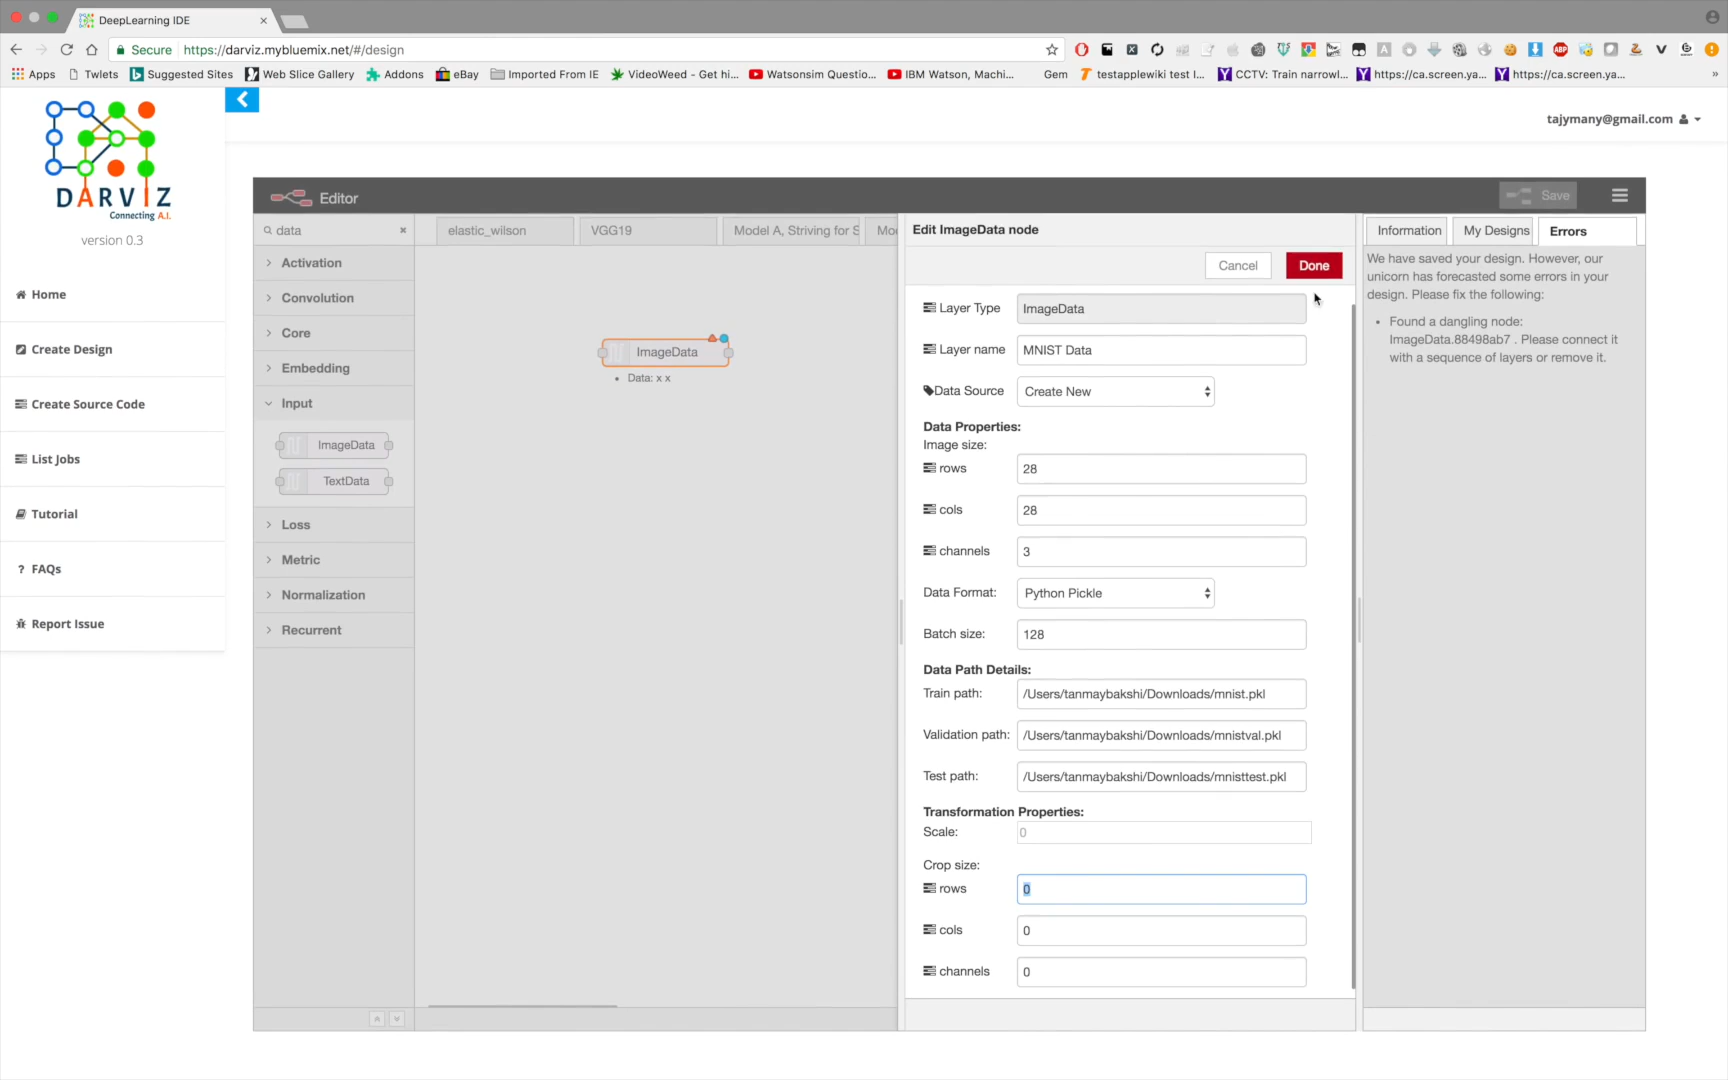 DeepLearning IDE
Secure https://darviz.mybluemix.net/#/design
Apps Twlets Suggested Sites Web Slice Gallery Addons eBay Imported From IE VideoWeed - Get hi... Watsonsim Questio... IBM Watson, Machi... Gem testapplewiki test l... CCTV: Train narrowl... https://ca.screen.ya... https://ca.screen.ya...
DARVIZ
Connecting A.I.
version 0.3
tajymany@gmail.com
Home
Create Design
Create Source Code
List Jobs
Tutorial
FAQs
Report Issue
Editor
Save
data
Activation
Convolution
Core
Embedding
Input
ImageData
TextData
Loss
Metric
Normalization
Recurrent
elastic_wilson VGG19 Model A, Striving for S Mo
ImageData
Data: x x
Edit ImageData node
Cancel Done
Layer Type ImageData
Layer name MNIST Data
Data Source Create New
Data Properties:
Image size:
rows 28
cols 28
channels 3
Data Format: Python Pickle
Batch size: 128
Data Path Details:
Train path: /Users/tanmaybakshi/Downloads/mnist.pkl
Validation path: /Users/tanmaybakshi/Downloads/mnistval.pkl
Test path: /Users/tanmaybakshi/Downloads/mnisttest.pkl
Transformation Properties:
Scale: 0
Crop size:
rows 0
cols 0
channels 0
Information My Designs Errors
We have saved your design. However, our
unicorn has forecasted some errors in your
design. Please fix the following:
Found a dangling node:
ImageData.88498ab7 . Please connect it
with a sequence of layers or remove it.